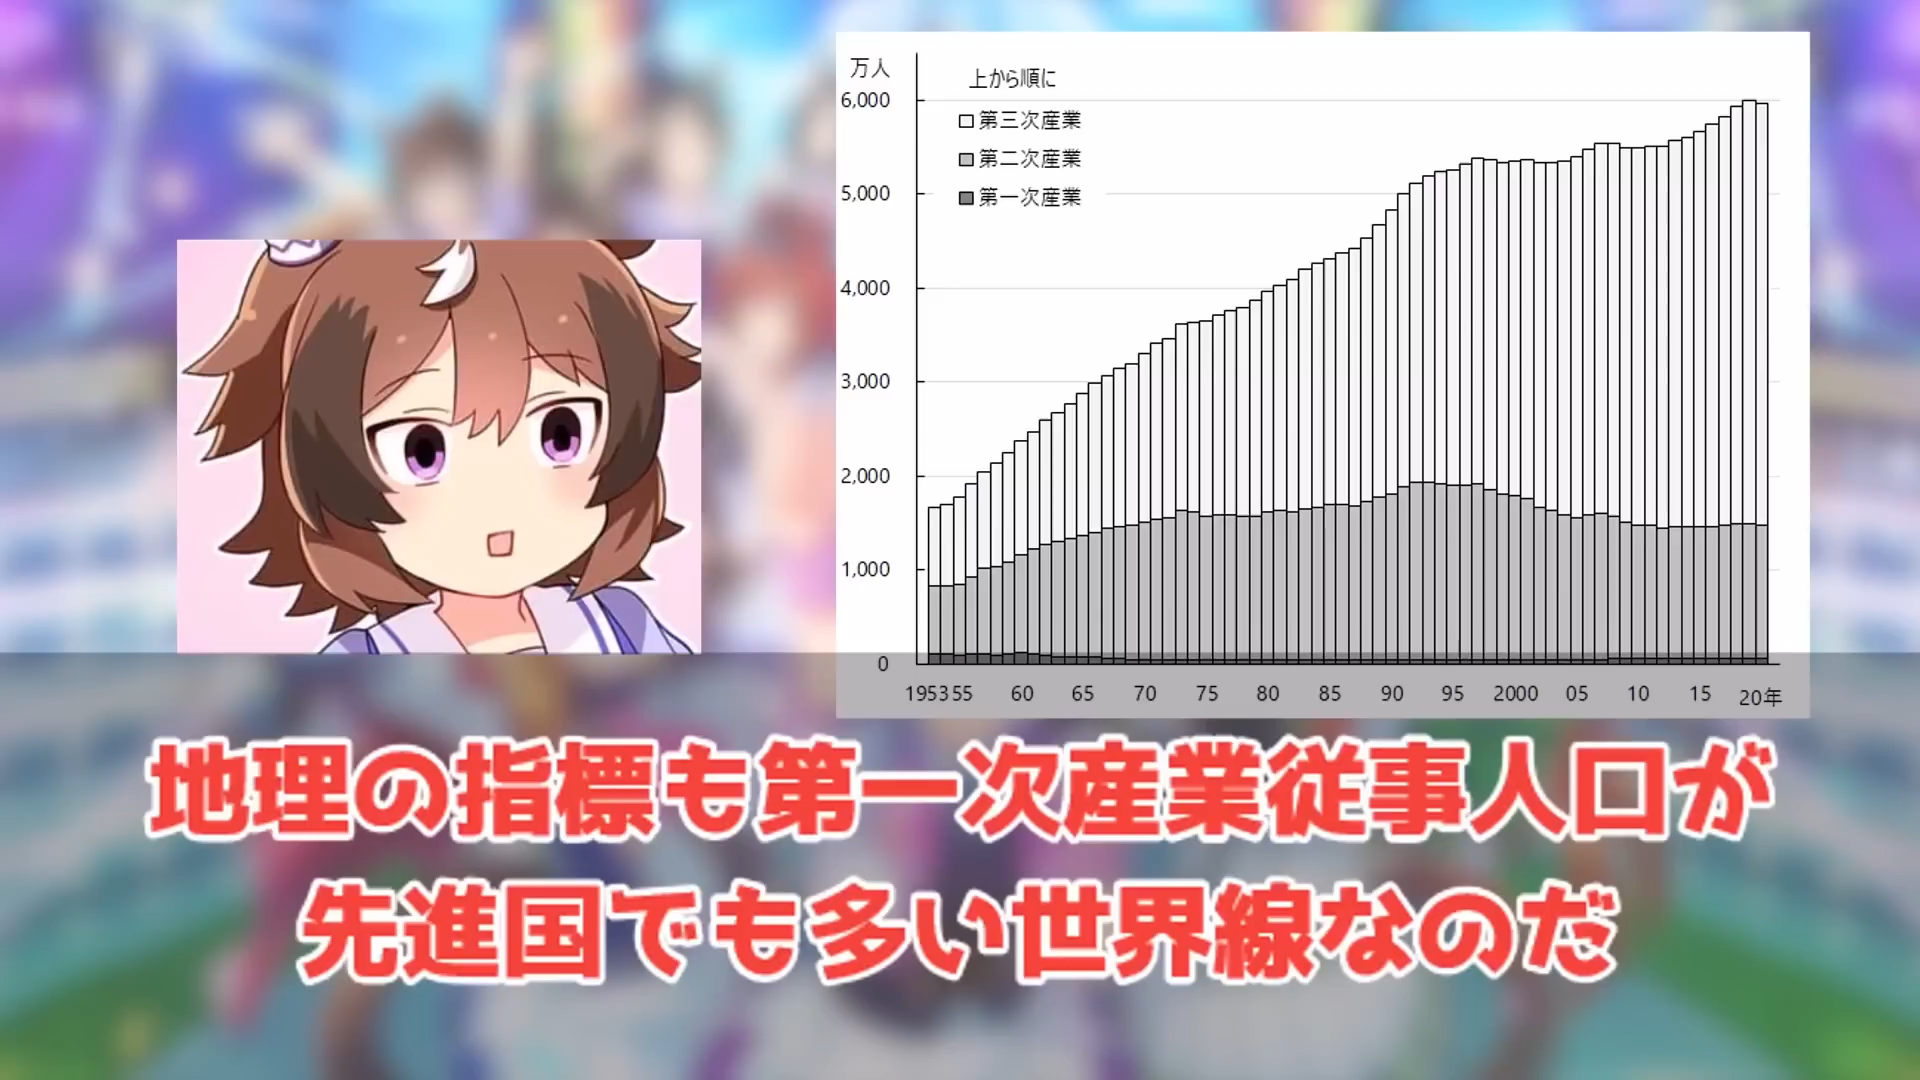 万人
上から順に
第三次産業
第二次産業
第一次産業
6,000
5,000
4,000
3,000
2,000
1,000
0
1953 55 60 65 70 75 80 85 90 95 2000 05 10 15 20年
地理の指標も第一次産業従事人口が
先進国でも多い世界線なのだ